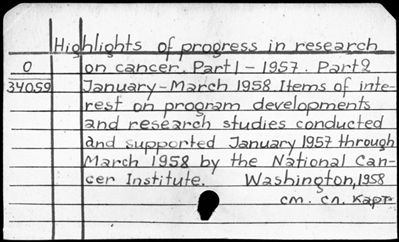 Highlights of progress in research
O on cancer. Part 1 - 1957. Part 2
34059 January-March 1958. Items of inte-
rest on program developments
and research studies conducted
and supported January 1957 through
March 1958 by the National Can-
cer Institute. Washington, 1958
см. сл. карт.